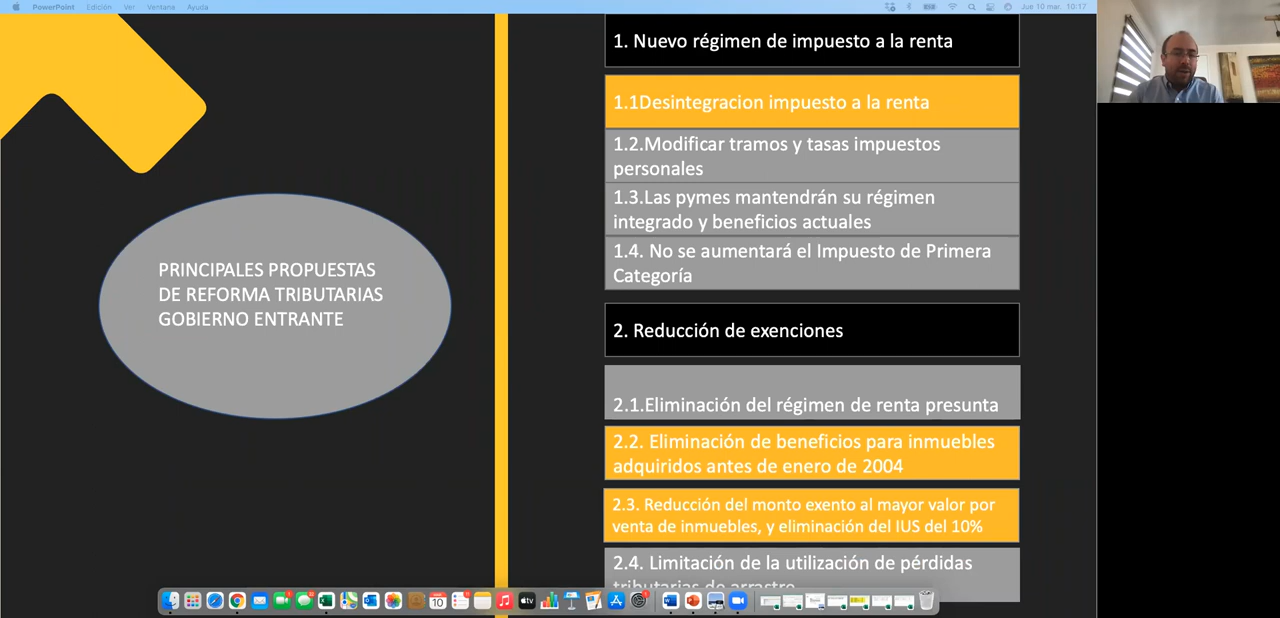 PowerPoint Edición Ver Ventana Ayuda
Jue 10 mar. 10:17
PRINCIPALES PROPUESTAS
DE REFORMA TRIBUTARIAS
GOBIERNO ENTRANTE
1. Nuevo régimen de impuesto a la renta
1.1Desintegracion impuesto a la renta
1.2.Modificar tramos y tasas impuestos
personales
1.3.Las pymes mantendrán su régimen
integrado y beneficios actuales
1.4. No se aumentará el Impuesto de Primera
Categoría
2. Reducción de exenciones
2.1.Eliminación del régimen de renta presunta
2.2. Eliminación de beneficios para inmuebles
adquiridos antes de enero de 2004
2.3. Reducción del monto exento al mayor valor por
venta de inmuebles, y eliminación del IUS del 10%
2.4. Limitación de la utilización de pérdidas
tributarias de arrastre
10
tv